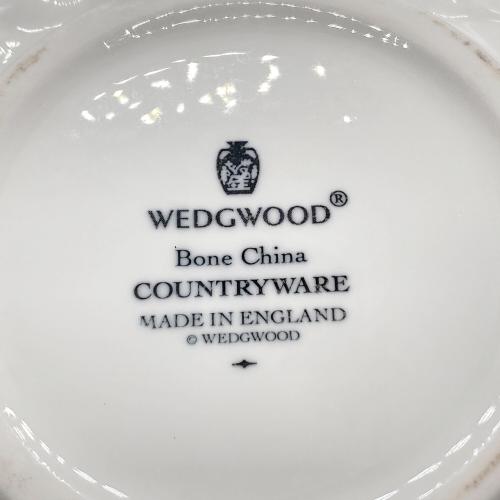 WEDGWOOD®
Bone China
COUNTRYWARE
MADE IN ENGLAND
© WEDGWOOD